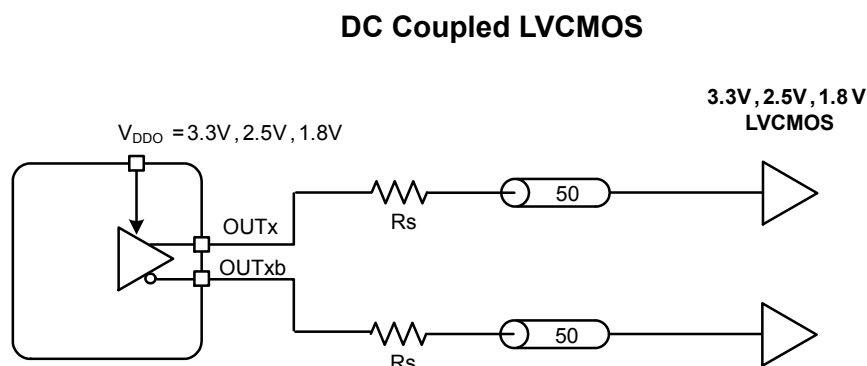 DC Coupled LVCMOS
3.3V, 2.5V, 1.8 V
LVCMOS
VDDO = 3.3V, 2.5V, 1.8V
OUTx
Rs
50
OUTxb
Rs
50